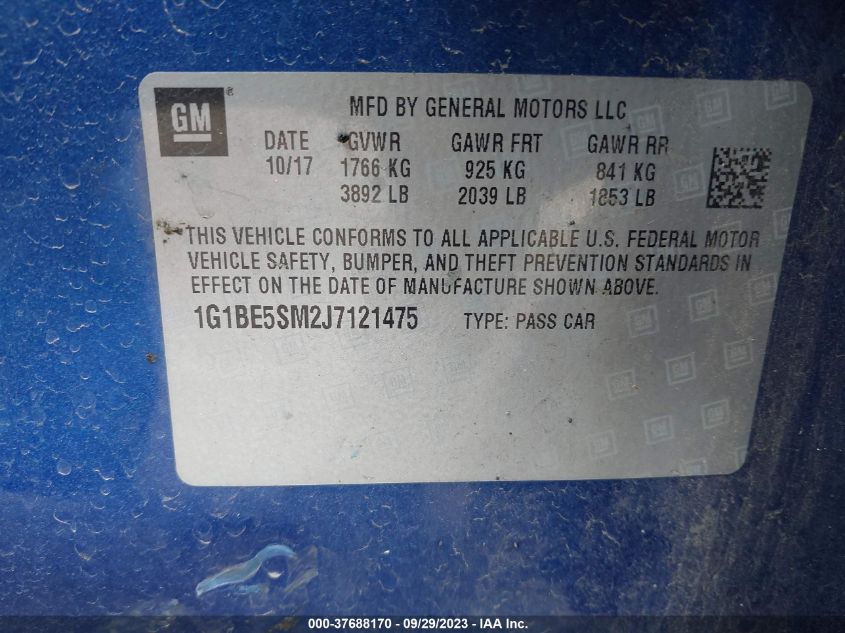 GM®
MFD BY GENERAL MOTORS LLC
DATE GVWR GAWR FRT GAWR RR
10/17 1766 KG 925 KG 841 KG
3892 LB 2039 LB 1853 LB
THIS VEHICLE CONFORMS TO ALL APPLICABLE U.S. FEDERAL MOTOR
VEHICLE SAFETY, BUMPER, AND THEFT PREVENTION STANDARDS IN
EFFECT ON THE DATE OF MANUFACTURE SHOWN ABOVE.
1G1BE5SM2J7121475 TYPE: PASS CAR
000-37688170 - 09/29/2023 - IAA Inc.